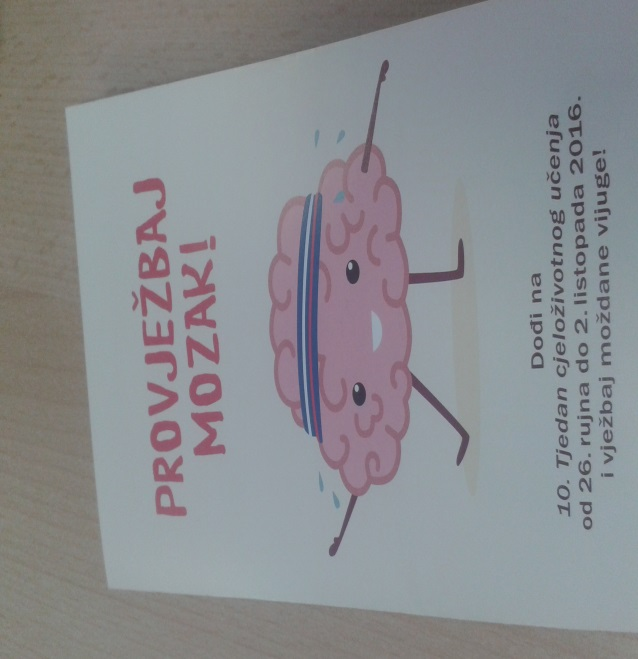 PROVJEŽBAJ
MOZAK!
Dođi na
10. Tjedan cjeloživotnog učenja
od 26. rujna do 2. listopada 2016.
i vježbaj moždane vijuge!